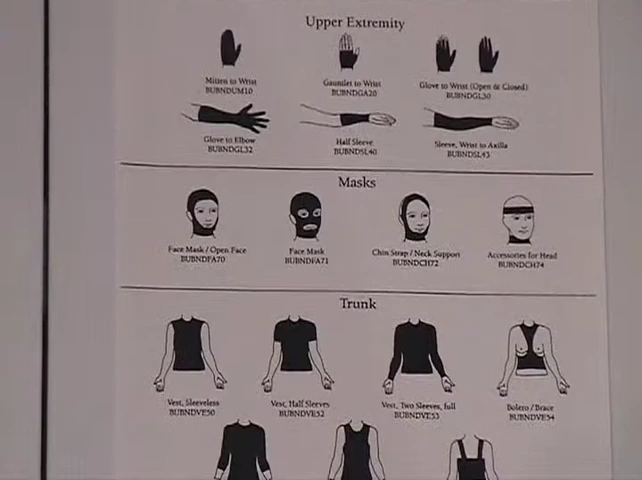 Upper Extremity
Mitten to Wrist
BUBNDUM10
Gauntlet to Wrist
BUBNDGA20
Glove to Wrist (Open & Closed)
BUBNDGL30
Glove to Elbow
BUBNDGL32
Half Sleeve
BUBNDSL40
Sleeve, Wrist to Axilla
BUBNDSL43
Masks
Face Mask / Open Face
BUBNDFA70
Face Mask
BUBNDFA71
Chin Strap / Neck Support
BUBNDCH72
Accessories for Head
BUBNDCH74
Trunk
Vest, Sleeveless
BUBNDVE50
Vest, Half Sleeves
BUBNDVE52
Vest, Two Sleeves, full
BUBNDVE53
Bolero / Brace
BUBNDVE54